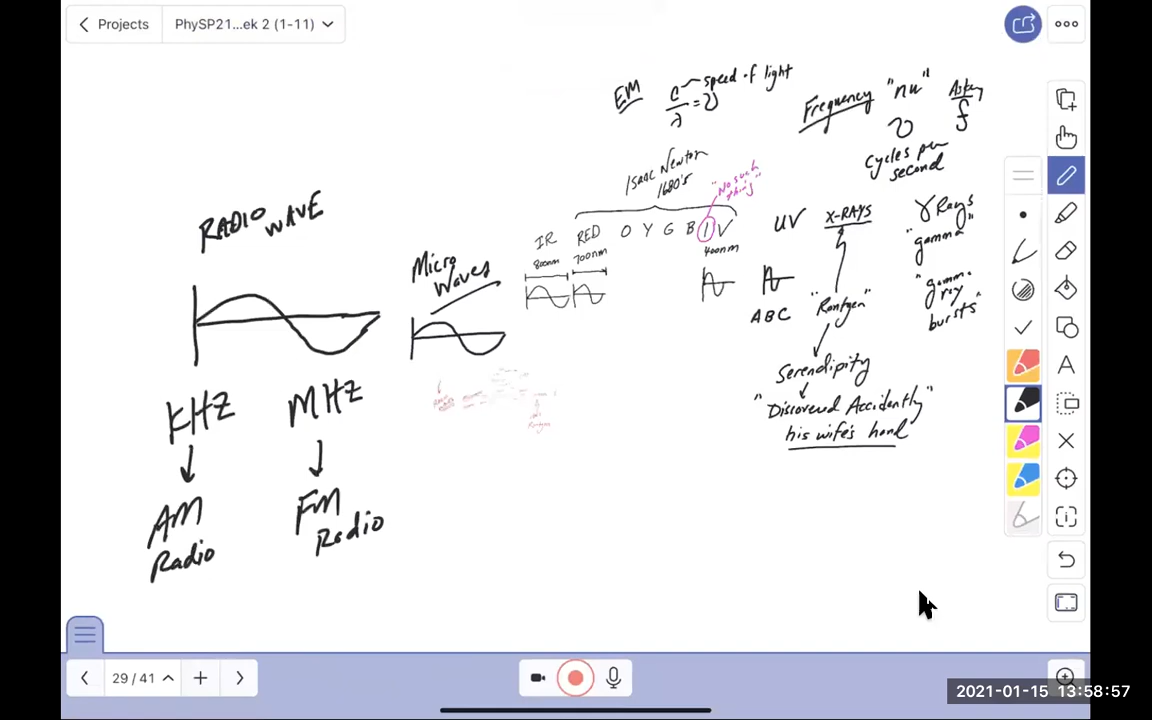 Projects
PhySP21...ek 2 (1-11)
EM
C
speed of light
λ
= ν
Frequency "nu"
ν
f
Cycles per
second
Isaac Newton
1680's
"No such
thing"
RADIO WAVE
Micro
Waves
IR
800nm
RED
700nm
O Y G B I V
400nm
UV
X-RAYS
γ Rays
"gamma"
A B C
"Rontgen"
"gamma
ray
bursts"
Serendipity
"Discovered Accidently"
his wife's hand
KHZ
MHZ
AM
Radio
FM
Radio
A
29 / 41
2021-01-15 13:58:57